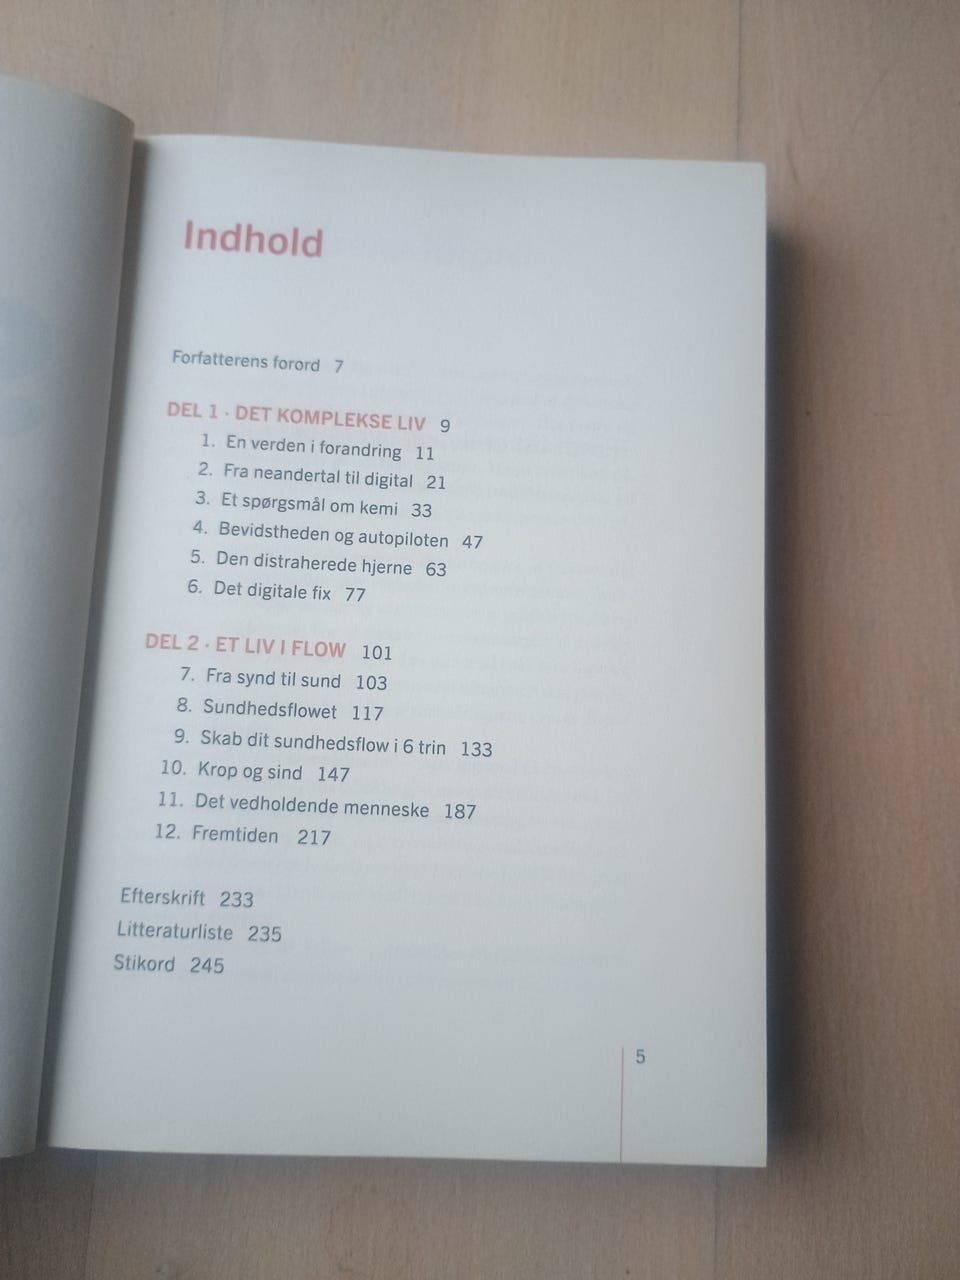 Indhold
Forfatterens forord 7
DEL 1 · DET KOMPLEKSE LIV 9
1. En verden i forandring 11
2. Fra neandertal til digital 21
3. Et spørgsmål om kemi 33
4. Bevidstheden og autopiloten 47
5. Den distraherede hjerne 63
6. Det digitale fix 77
DEL 2 · ET LIV I FLOW 101
7. Fra synd til sund 103
8. Sundhedsflowet 117
9. Skab dit sundhedsflow i 6 trin 133
10. Krop og sind 147
11. Det vedholdende menneske 187
12. Fremtiden 217
Efterskrift 233
Litteraturliste 235
Stikord 245
5